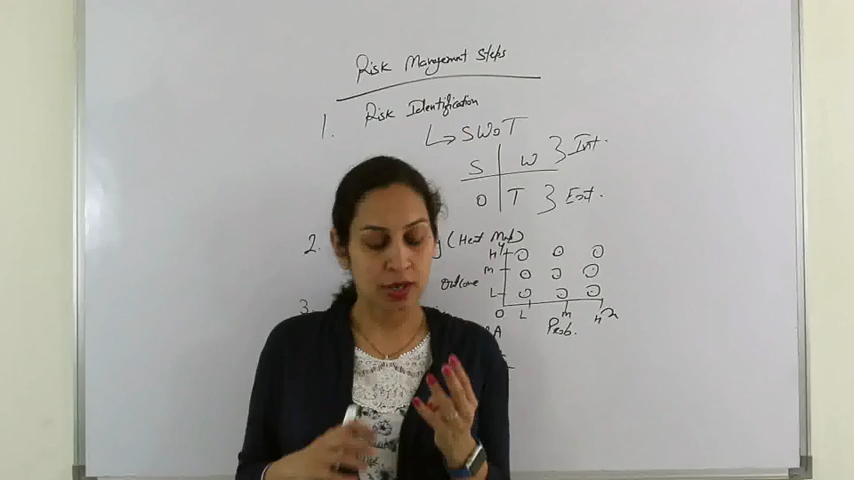 Risk Management Steps
1. Risk Identification
SWOT
S W } Int.
O T } Ext.
2. (Heat Map)
H
M
Outcome L
O L M H x
Prob.
3.